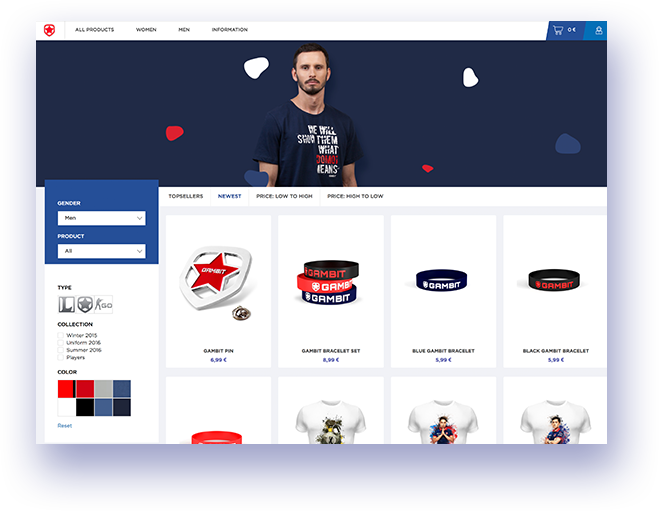 ALL PRODUCTS WOMEN MEN INFORMATION 0 €
WE WILL
SHOW THEM
WHAT
DOMOR
MEANS
GENDER
Men
PRODUCT
All
TOPSELLERS NEWEST PRICE: LOW TO HIGH PRICE: HIGH TO LOW
TYPE
L GO
COLLECTION
Winter 2015
Uniform 2016
Summer 2016
Players
COLOR
Reset
GAMBIT
GAMBIT
GAMBIT
GAMBIT
GAMBIT
GAMBIT PIN
6,99 €
GAMBIT BRACELET SET
8,99 €
BLUE GAMBIT BRACELET
5,99 €
BLACK GAMBIT BRACELET
5,99 €